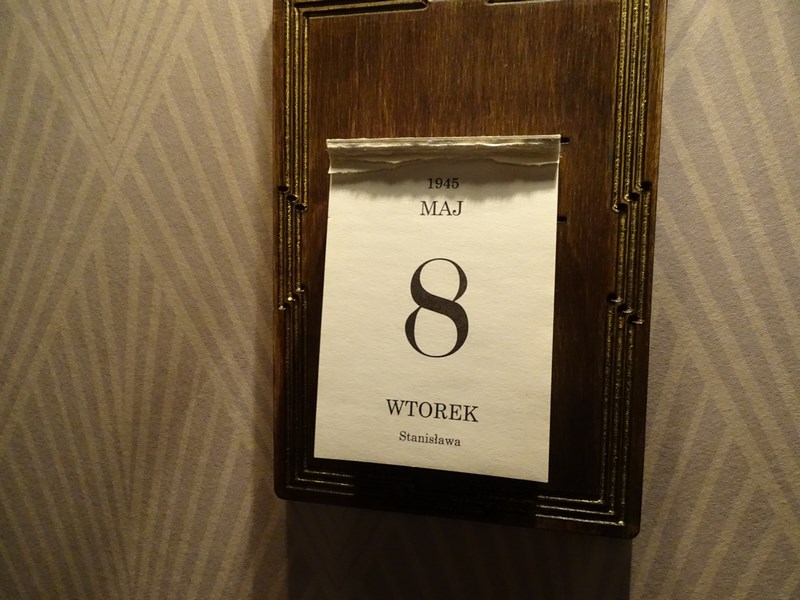 1945
MAJ
8
WTOREK
Stanisława